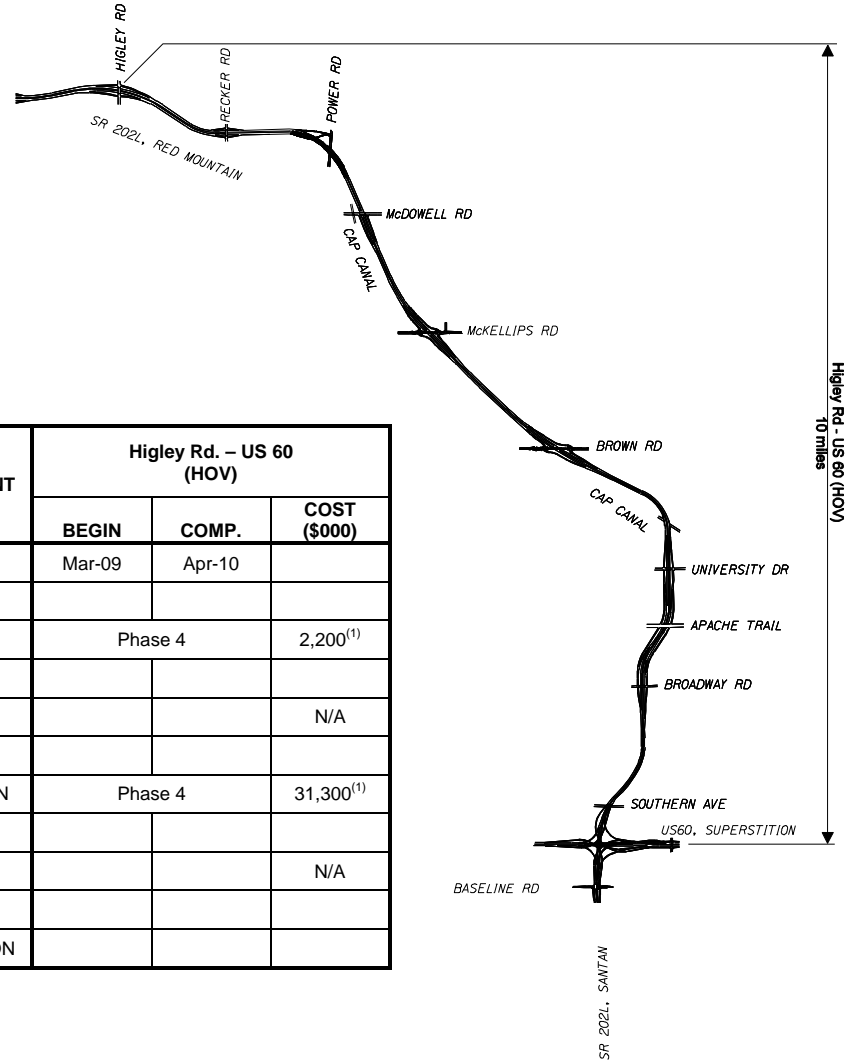 HIGLEY RD
RECKER RD
POWER RD
SR 202L, RED MOUNTAIN
McDOWELL RD
CAP CANAL
McKELLIPS RD
Higley Rd - US 60 (HOV)
10 miles
BROWN RD
CAP CANAL
UNIVERSITY DR
APACHE TRAIL
BROADWAY RD
SOUTHERN AVE
US60, SUPERSTITION
BASELINE RD
SR 202L, SANTAN
Higley Rd. – US 60
(HOV)
BEGIN COMP. COST
($000)
Mar-09 Apr-10
Phase 4 2,200(1)
N/A
Phase 4 31,300(1)
N/A